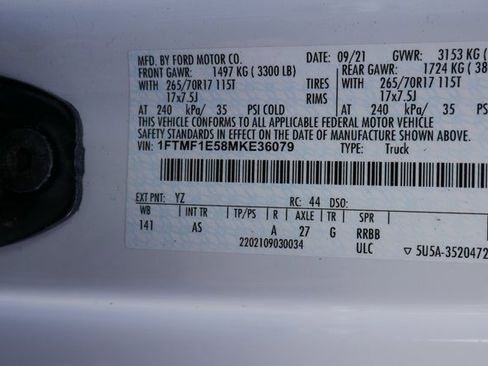 MFD. BY FORD MOTOR CO. DATE: 09/21 GVWR: 3153 KG (
FRONT GAWR: 1497 KG ( 3300 LB) REAR GAWR: 1724 KG ( 38
WITH 265/70R17 115T TIRES WITH 265/70R17 115T
17x7.5J RIMS 17x7.5J
AT 240 kPa/ 35 PSI COLD AT 240 kPa/ 35 PSI
THIS VEHICLE CONFORMS TO ALL APPLICABLE FEDERAL MOTOR VEHICLE
SAFETY STANDARDS IN EFFECT ON THE DATE OF MANUFACTURE SHOWN ABOVE.
VIN: 1FTMF1E58MKE36079 TYPE: Truck
EXT PNT: YZ RC: 44 DSO:
WB INT TR TP/PS R AXLE TR SPR
141 AS A 27 G RRBB
2202109030034 ULC ▽5U5A-3520472